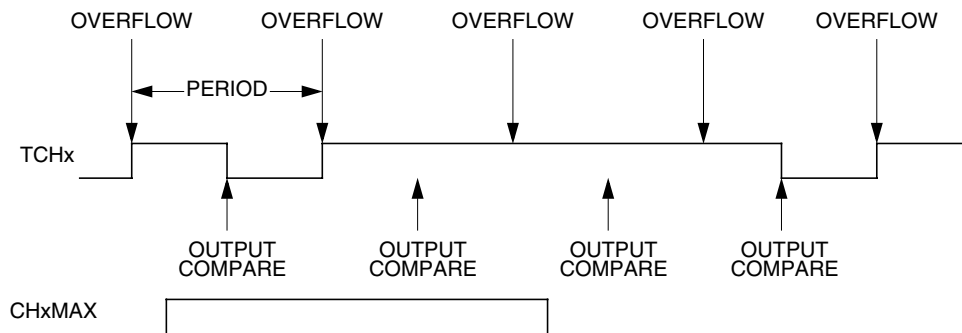 OVERFLOW OVERFLOW OVERFLOW OVERFLOW OVERFLOW
PERIOD
TCHx
OUTPUT COMPARE
OUTPUT COMPARE
OUTPUT COMPARE
OUTPUT COMPARE
CHxMAX